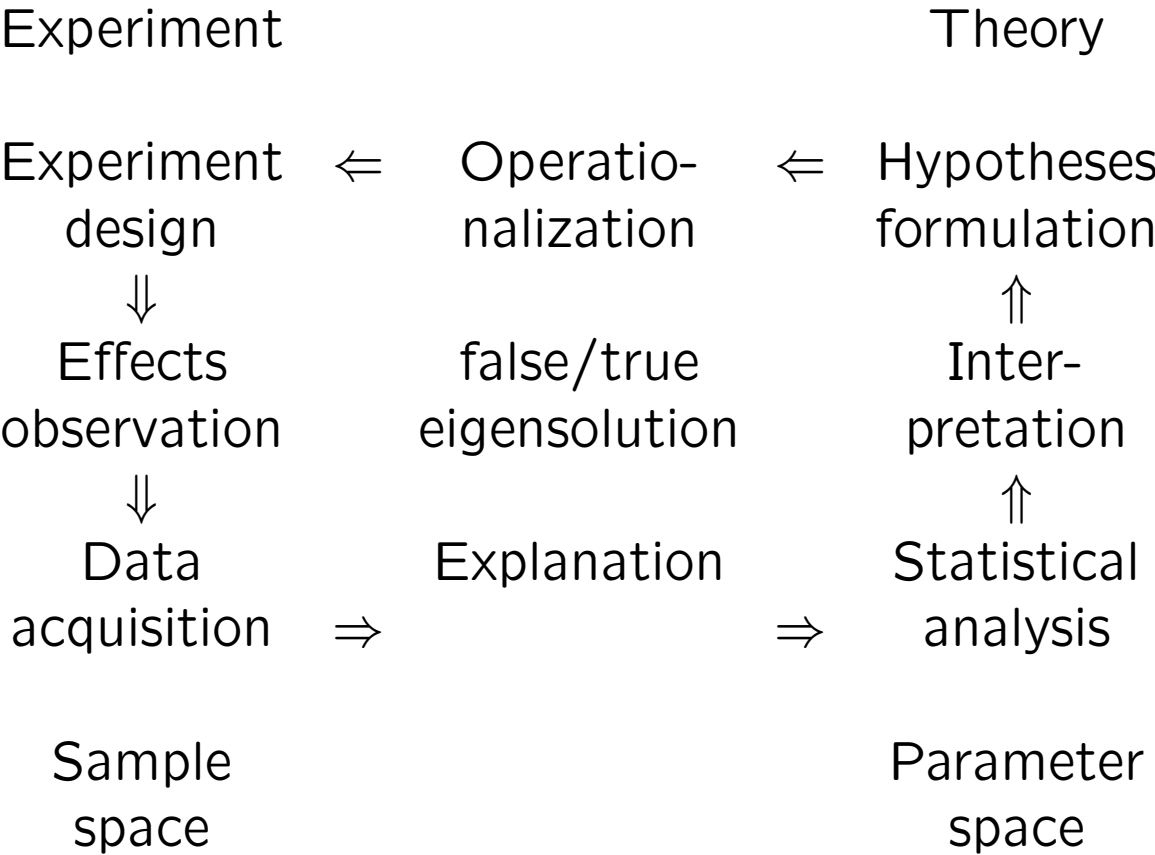 Experiment Theory
Experiment ⇐ Operatio- ⇐ Hypotheses
design nalization formulation
⇓ ⇑
Effects false/true Inter-
observation eigensolution pretation
⇓ ⇑
Data Explanation Statistical
acquisition ⇒ ⇒ analysis
Sample Parameter
space space